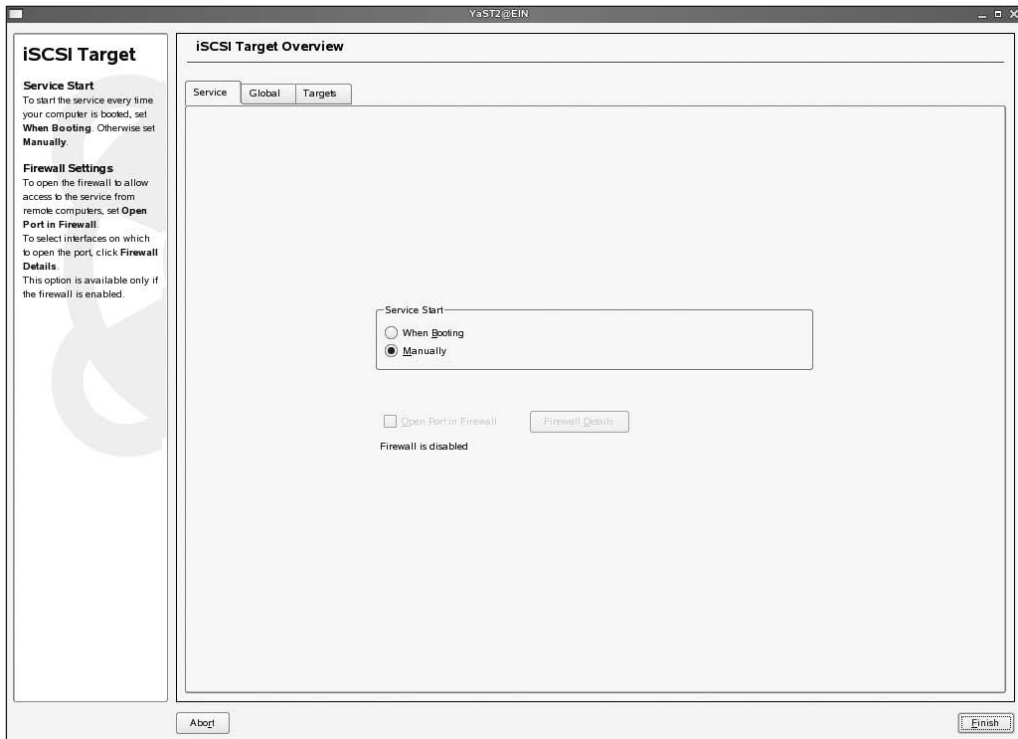 YaST2@EIN
iSCSI Target
Service Start
To start the service every time
your computer is booted, set
When Booting. Otherwise set
Manually.
Firewall Settings
To open the firewall to allow
access to the service from
remote computers, set Open
Port in Firewall.
To select interfaces on which
to open the port, click Firewall
Details.
This option is available only if
the firewall is enabled.
iSCSI Target Overview
Service Global Targets
Service Start
When Booting
Manually
Open Port in Firewall Firewall Details
Firewall is disabled
Abort Finish